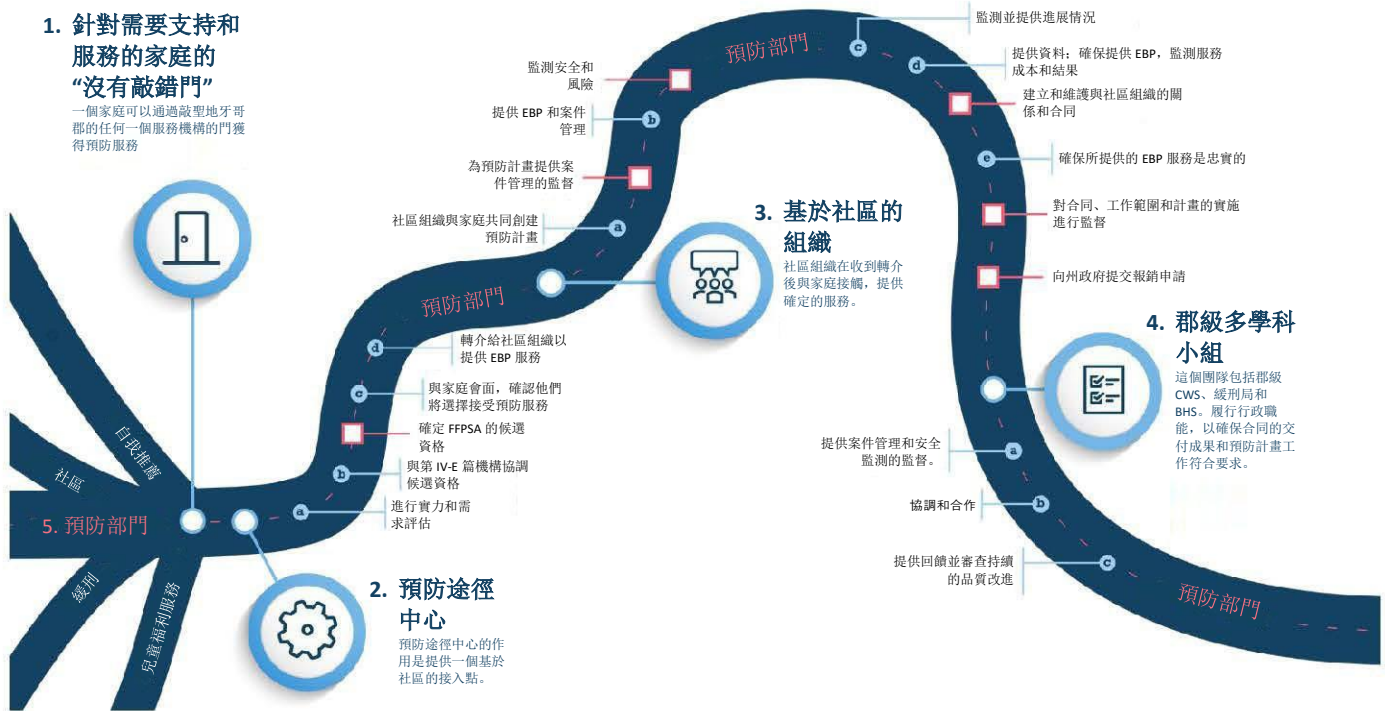 1. 針對需要支持和
服務的家庭的
“沒有敲錯門”
一個家庭可以通過敲聖地牙哥
郡的任何一個服務機構的門獲
得預防服務
自我推薦
社區
5. 預防部門
緩刑
兒童福利服務
2. 預防途徑
中心
預防途徑中心的作
用是提供一個基於
社區的接入點。
a
進行實力和需
求評估
b
與第 IV-E 篇機構協調
候選資格
確定 FFPSA 的候選
資格
c
與家庭會面，確認他們
將選擇接受預防服務
d
轉介給社區組織以
提供 EBP 服務
預防部門
3. 基於社區的
組織
社區組織在收到轉介
後與家庭接觸，提供
確定的服務。
a
社區組織與家庭共同創建
預防計畫
為預防計畫提供案
件管理的監督
b
提供 EBP 和案件
管理
監測安全和
風險
預防部門
c
監測並提供進展情況
d
提供資料；確保提供 EBP，監測服務
成本和結果
建立和維護與社區組織的關
係和合同
e
確保所提供的 EBP 服務是忠實的
對合同、工作範圍和計畫的實施
進行監督
向州政府提交報銷申請
4. 郡級多學科
小組
這個團隊包括郡級
CWS、緩刑局和
BHS。履行行政職
能，以確保合同的交
付成果和預防計畫工
作符合要求。
a
提供案件管理和安全
監測的監督。
b
協調和合作
c
提供回饋並審查持續
的品質改進
預防部門